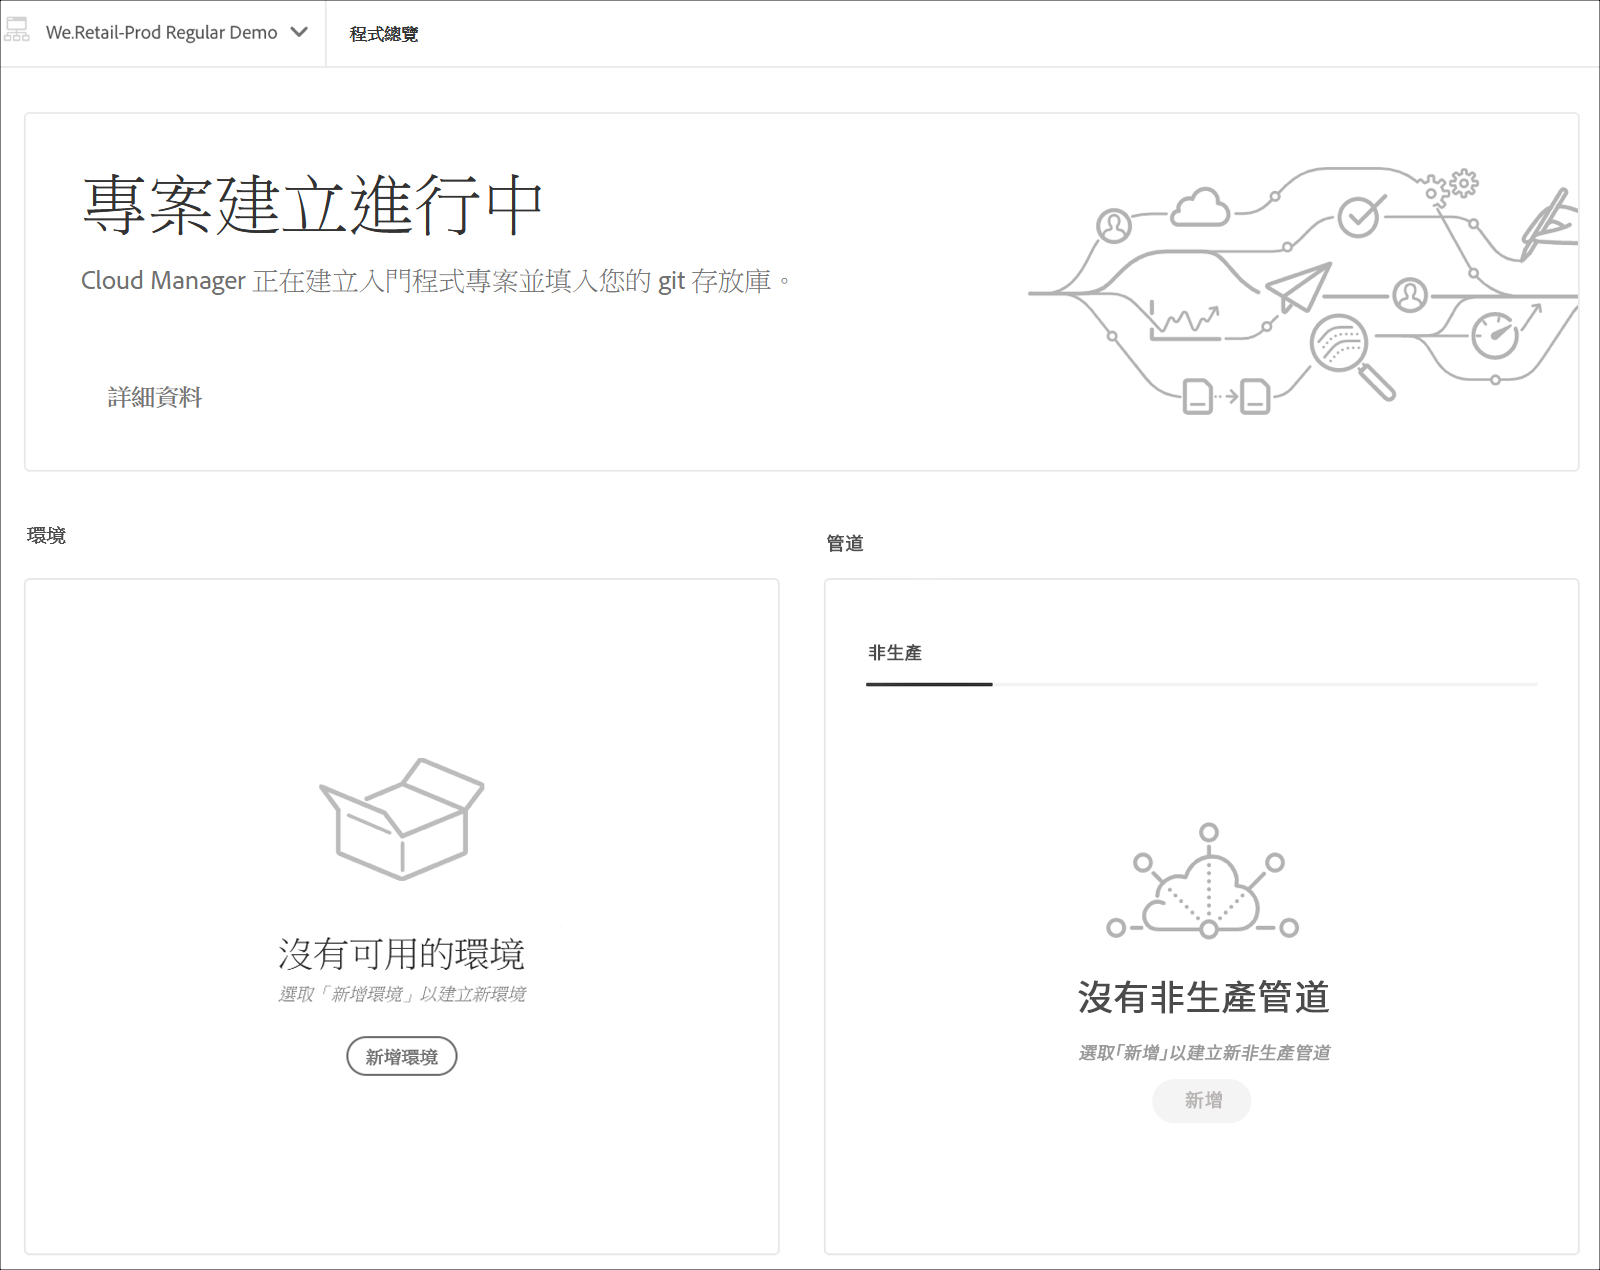 We.Retail-Prod Regular Demo
程式總覽
專案建立進行中
Cloud Manager 正在建立入門程式專案並填入您的 git 存放庫。
詳細資料
環境
管道
非生產
沒有可用的環境
選取「新增環境」以建立新環境
新增環境
沒有非生產管道
選取「新增」以建立新非生產管道
新增